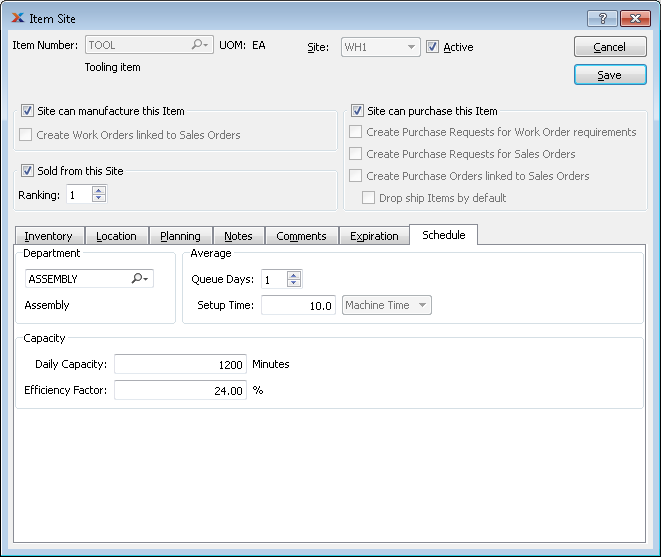 Item Site
Item Number: TOOL UOM: EA Site: WH1 Active Cancel
Tooling item
Save
Site can manufacture this Item
Create Work Orders linked to Sales Orders
Site can purchase this Item
Create Purchase Requests for Work Order requirements
Create Purchase Requests for Sales Orders
Create Purchase Orders linked to Sales Orders
Drop ship Items by default
Sold from this Site
Ranking: 1
Inventory Location Planning Notes Comments Expiration Schedule
Department
ASSEMBLY
Assembly
Average
Queue Days: 1
Setup Time: 10.0 Machine Time
Capacity
Daily Capacity: 1200 Minutes
Efficiency Factor: 24.00 %